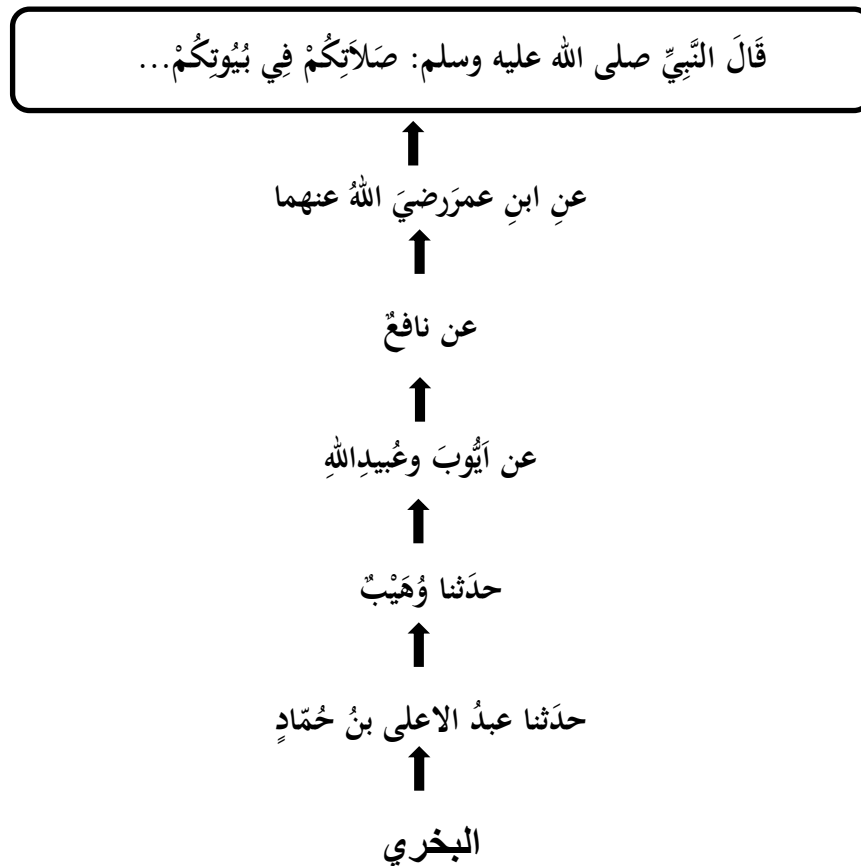 قَالَ النَّبِيِّ صلى الله عليه وسلم: صَلاَتِكُمْ فِي بُيُوتِكُمْ...
عنِ ابنِ عمرَرضيَ اللهُ عنهما
عن نافعٌ
عن اَيُّوبَ وعُبيدِاللهِ
حدَثنا وُهَيْبٌ
حدَثنا عبدُ الاعلى بنُ حُمّادٍ
البخري